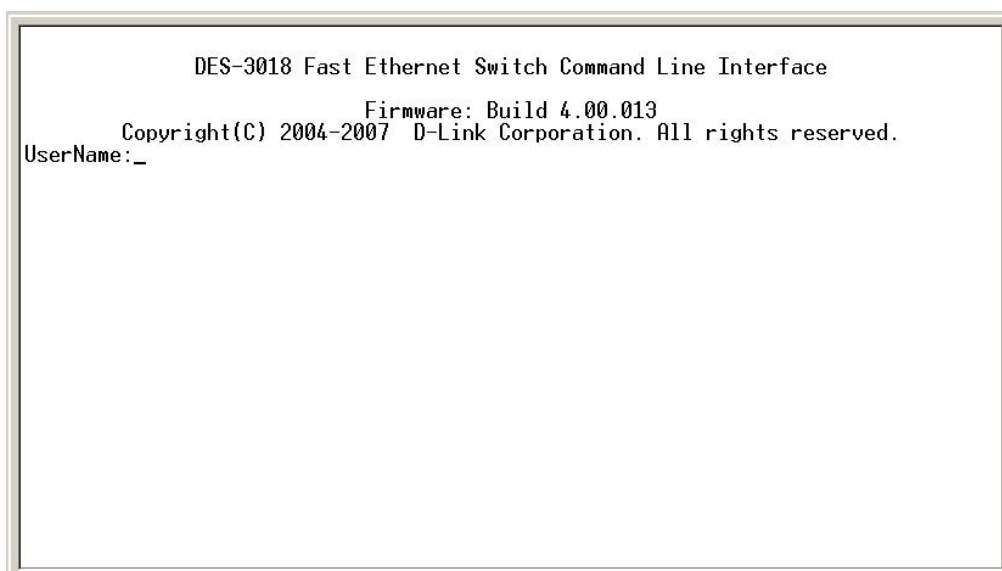 DES-3018 Fast Ethernet Switch Command Line Interface
Firmware: Build 4.00.013
Copyright(C) 2004-2007  D-Link Corporation. All rights reserved.
UserName:_